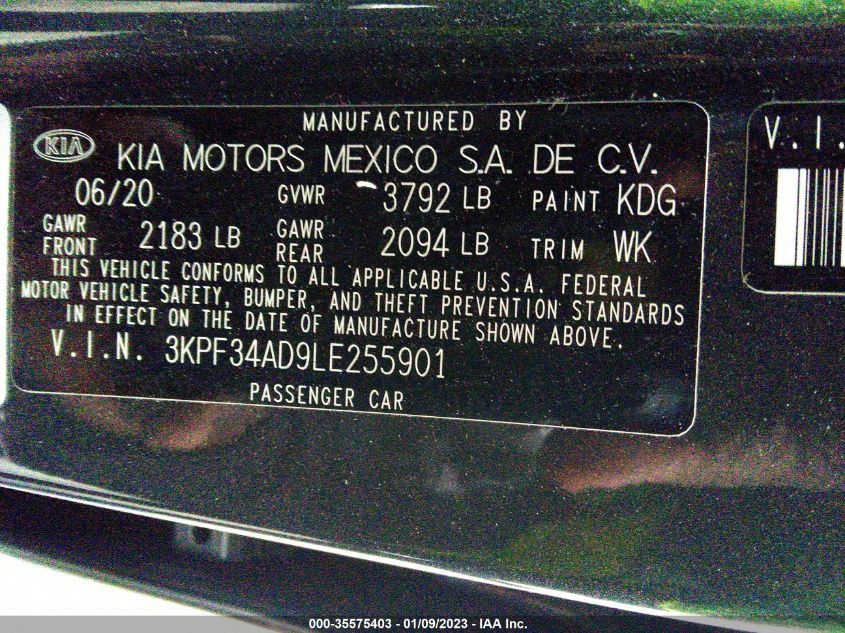 MANUFACTURED BY
KIA KIA MOTORS MEXICO S.A. DE C.V.
06/20 GVWR 3792 LB PAINT KDG
GAWR FRONT 2183 LB GAWR REAR 2094 LB TRIM WK
THIS VEHICLE CONFORMS TO ALL APPLICABLE U.S.A. FEDERAL
MOTOR VEHICLE SAFETY, BUMPER, AND THEFT PREVENTION STANDARDS
IN EFFECT ON THE DATE OF MANUFACTURE SHOWN ABOVE.
V.I.N. 3KPF34AD9LE255901
PASSENGER CAR
V.I.
000-35575403 - 01/09/2023 - IAA Inc.